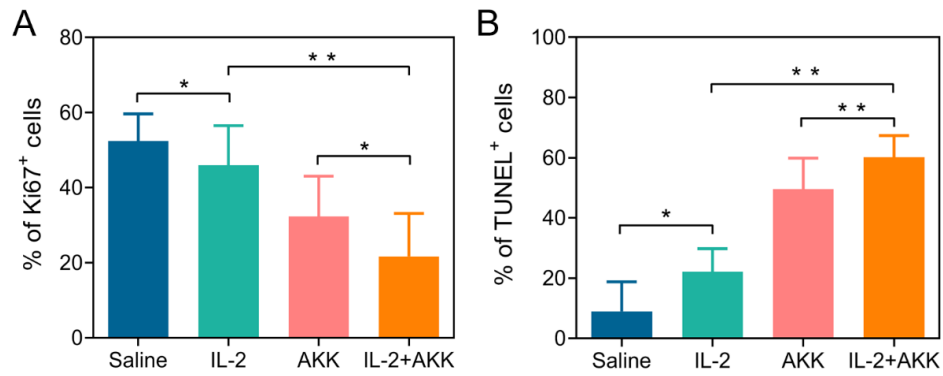 A
% of Ki67+ cells
80
60
40
20
0
*
* *
*
Saline IL-2 AKK IL-2+AKK
B
% of TUNEL+ cells
100
80
60
40
20
0
*
* *
* *
Saline IL-2 AKK IL-2+AKK